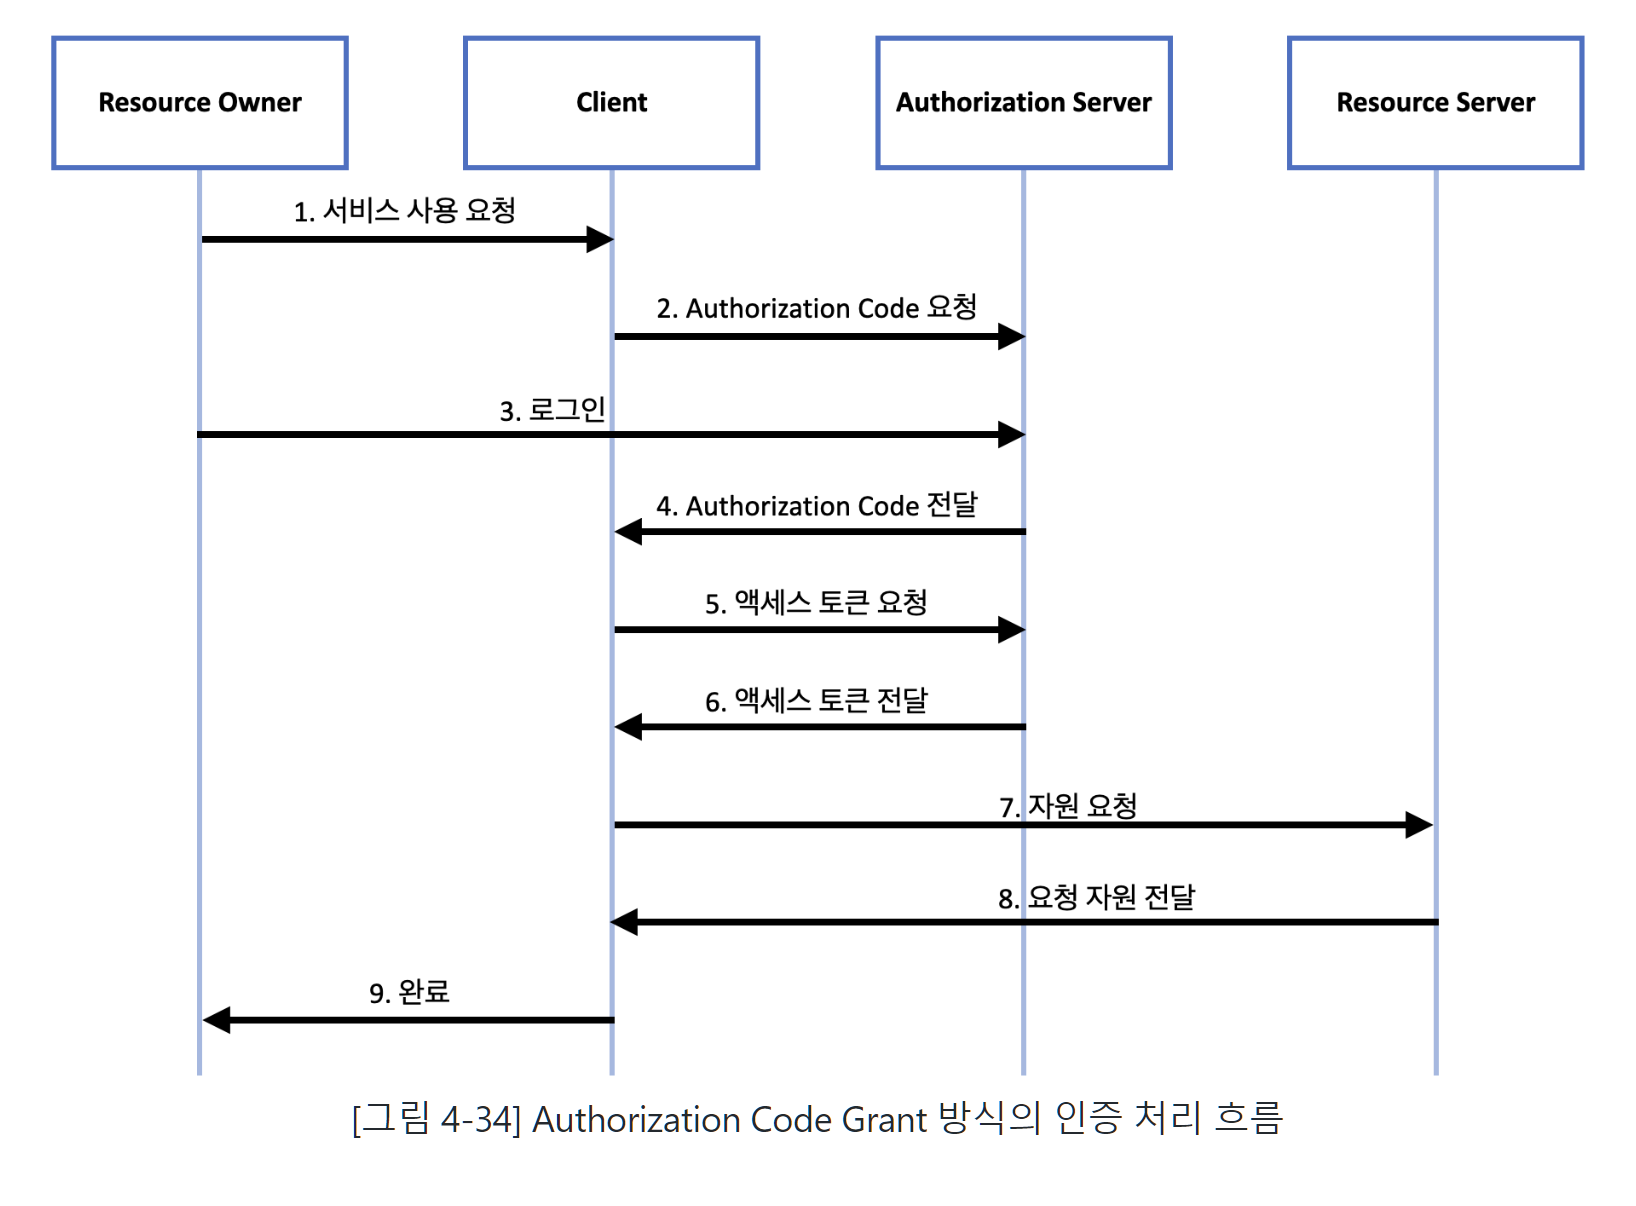 Resource Owner
Client
Authorization Server
Resource Server
1. 서비스 사용 요청
2. Authorization Code 요청
3. 로그인
4. Authorization Code 전달
5. 액세스 토큰 요청
6. 액세스 토큰 전달
7. 자원 요청
8. 요청 자원 전달
9. 완료
[그림 4-34] Authorization Code Grant 방식의 인증 처리 흐름